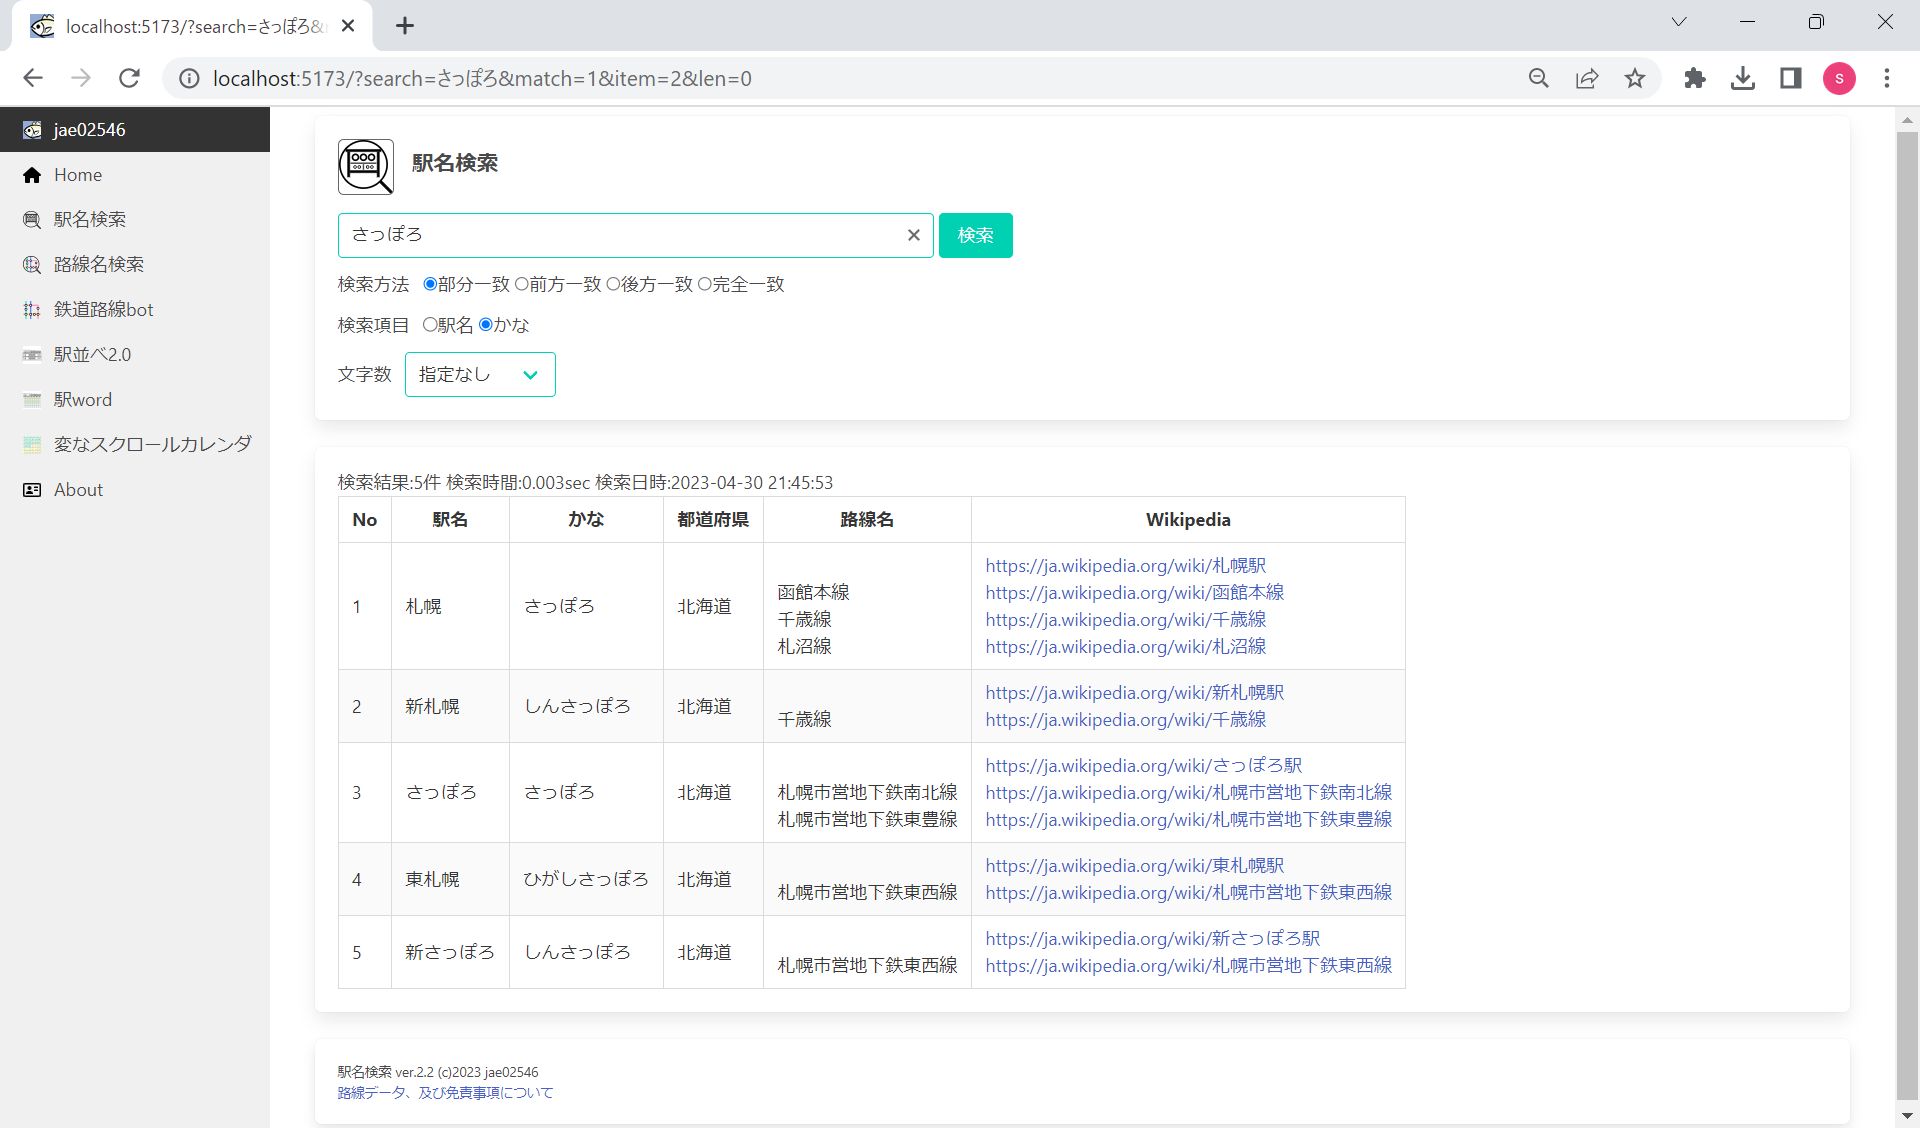 localhost:5173/?search=さっぽろ&
localhost:5173/?search=さっぽろ&match=1&item=2&len=0
s
jae02546
Home
駅名検索
路線名検索
鉄道路線bot
駅並べ2.0
駅word
変なスクロールカレンダ
About
駅名検索
さっぽろ
検索
検索方法 部分一致 前方一致 後方一致 完全一致
検索項目 駅名 かな
文字数 指定なし
検索結果:5件 検索時間:0.003sec 検索日時:2023-04-30 21:45:53
No 駅名 かな 都道府県 路線名 Wikipedia
https://ja.wikipedia.org/wiki/札幌駅
函館本線 https://ja.wikipedia.org/wiki/函館本線
1 札幌 さっぽろ 北海道
千歳線 https://ja.wikipedia.org/wiki/千歳線
札沼線 https://ja.wikipedia.org/wiki/札沼線
https://ja.wikipedia.org/wiki/新札幌駅
2 新札幌 しんさっぽろ 北海道
千歳線 https://ja.wikipedia.org/wiki/千歳線
https://ja.wikipedia.org/wiki/さっぽろ駅
3 さっぽろ さっぽろ 北海道 札幌市営地下鉄南北線 https://ja.wikipedia.org/wiki/札幌市営地下鉄南北線
札幌市営地下鉄東豊線 https://ja.wikipedia.org/wiki/札幌市営地下鉄東豊線
https://ja.wikipedia.org/wiki/東札幌駅
4 東札幌 ひがしさっぽろ 北海道
札幌市営地下鉄東西線 https://ja.wikipedia.org/wiki/札幌市営地下鉄東西線
https://ja.wikipedia.org/wiki/新さっぽろ駅
5 新さっぽろ しんさっぽろ 北海道
札幌市営地下鉄東西線 https://ja.wikipedia.org/wiki/札幌市営地下鉄東西線
駅名検索 ver.2.2 (c)2023 jae02546
路線データ、及び免責事項について